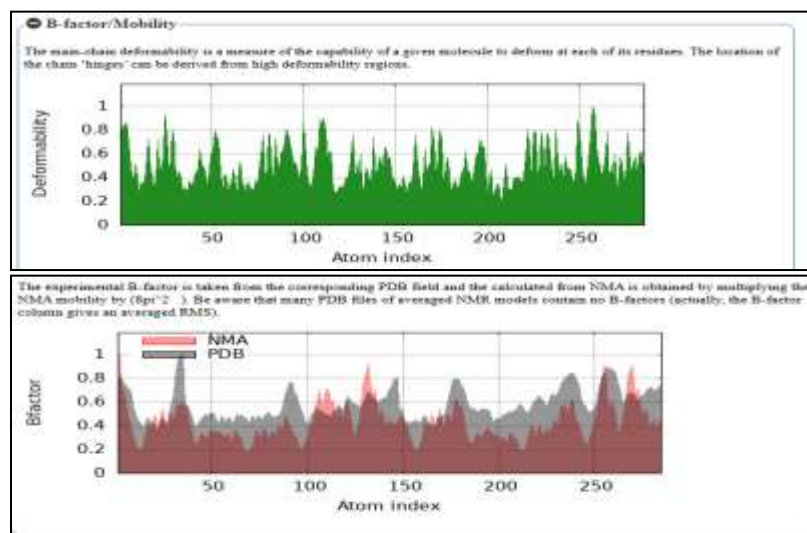 B-factor/Mobility
The main-chain deformability is a measure of the capability of a given molecule to deform at each of its residues. The location of
the chain 'hinges' can be derived from high deformability regions.
Deformability
1
0.8
0.6
0.4
0.2
0
50 100 150 200 250
Atom index
The experimental B-factor is taken from the corresponding PDB field and the calculated from NMA is obtained by multiplying the
NMA mobility by (8pi^2 ). Be aware that many PDB files of averaged NMR models contain no B-factors (actually, the B-factor
column gives an averaged RMS).
NMA
PDB
Bfactor
1
0.8
0.6
0.4
0.2
0
50 100 150 200 250
Atom index